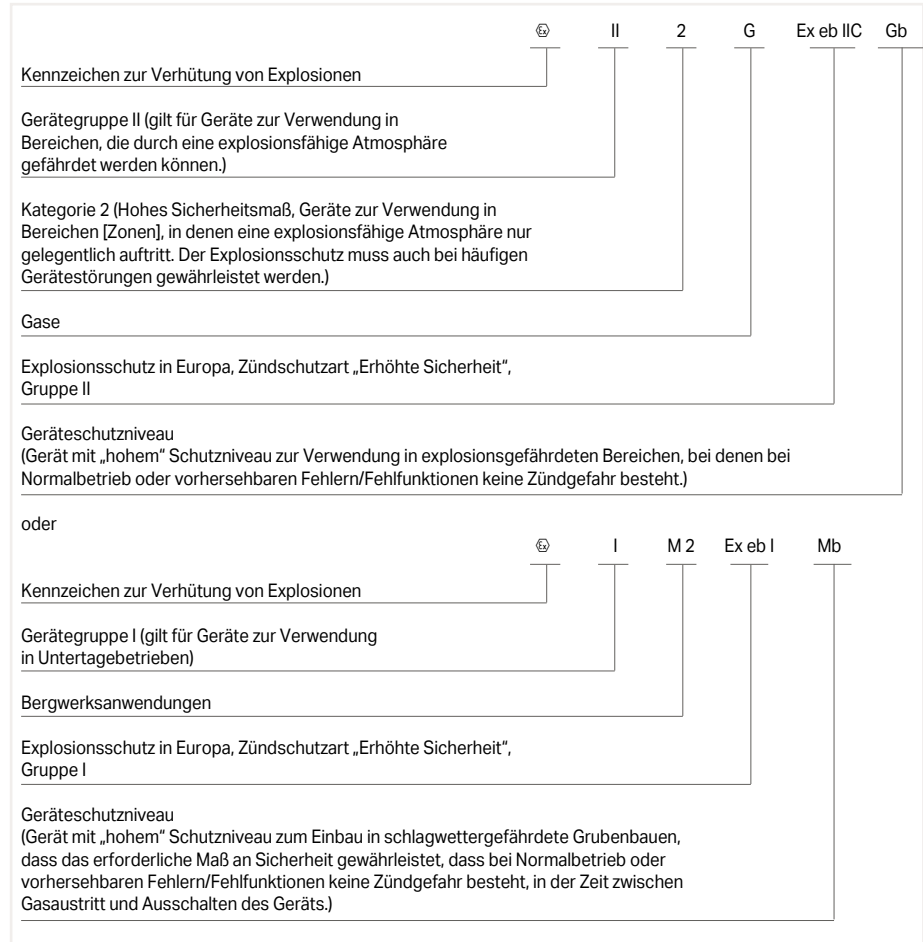 Ex II 2 G Ex eb IIC Gb
Kennzeichen zur Verhütung von Explosionen
Gerätegruppe II (gilt für Geräte zur Verwendung in
Bereichen, die durch eine explosionsfähige Atmosphäre
gefährdet werden können.)
Kategorie 2 (Hohes Sicherheitsmaß, Geräte zur Verwendung in
Bereichen [Zonen], in denen eine explosionsfähige Atmosphäre nur
gelegentlich auftritt. Der Explosionsschutz muss auch bei häufigen
Gerätestörungen gewährleistet werden.)
Gase
Explosionsschutz in Europa, Zündschutzart „Erhöhte Sicherheit“,
Gruppe II
Geräteschutzniveau
(Gerät mit „hohem“ Schutzniveau zur Verwendung in explosionsgefährdeten Bereichen, bei denen bei
Normalbetrieb oder vorhersehbaren Fehlern/Fehlfunktionen keine Zündgefahr besteht.)
oder
Ex I M 2 Ex eb I Mb
Kennzeichen zur Verhütung von Explosionen
Gerätegruppe I (gilt für Geräte zur Verwendung
in Untertagebetrieben)
Bergwerksanwendungen
Explosionsschutz in Europa, Zündschutzart „Erhöhte Sicherheit“,
Gruppe I
Geräteschutzniveau
(Gerät mit „hohem“ Schutzniveau zum Einbau in schlagwettergefährdete Grubenbauen,
dass das erforderliche Maß an Sicherheit gewährleistet, dass bei Normalbetrieb oder
vorhersehbaren Fehlern/Fehlfunktionen keine Zündgefahr besteht, in der Zeit zwischen
Gasaustritt und Ausschalten des Geräts.)